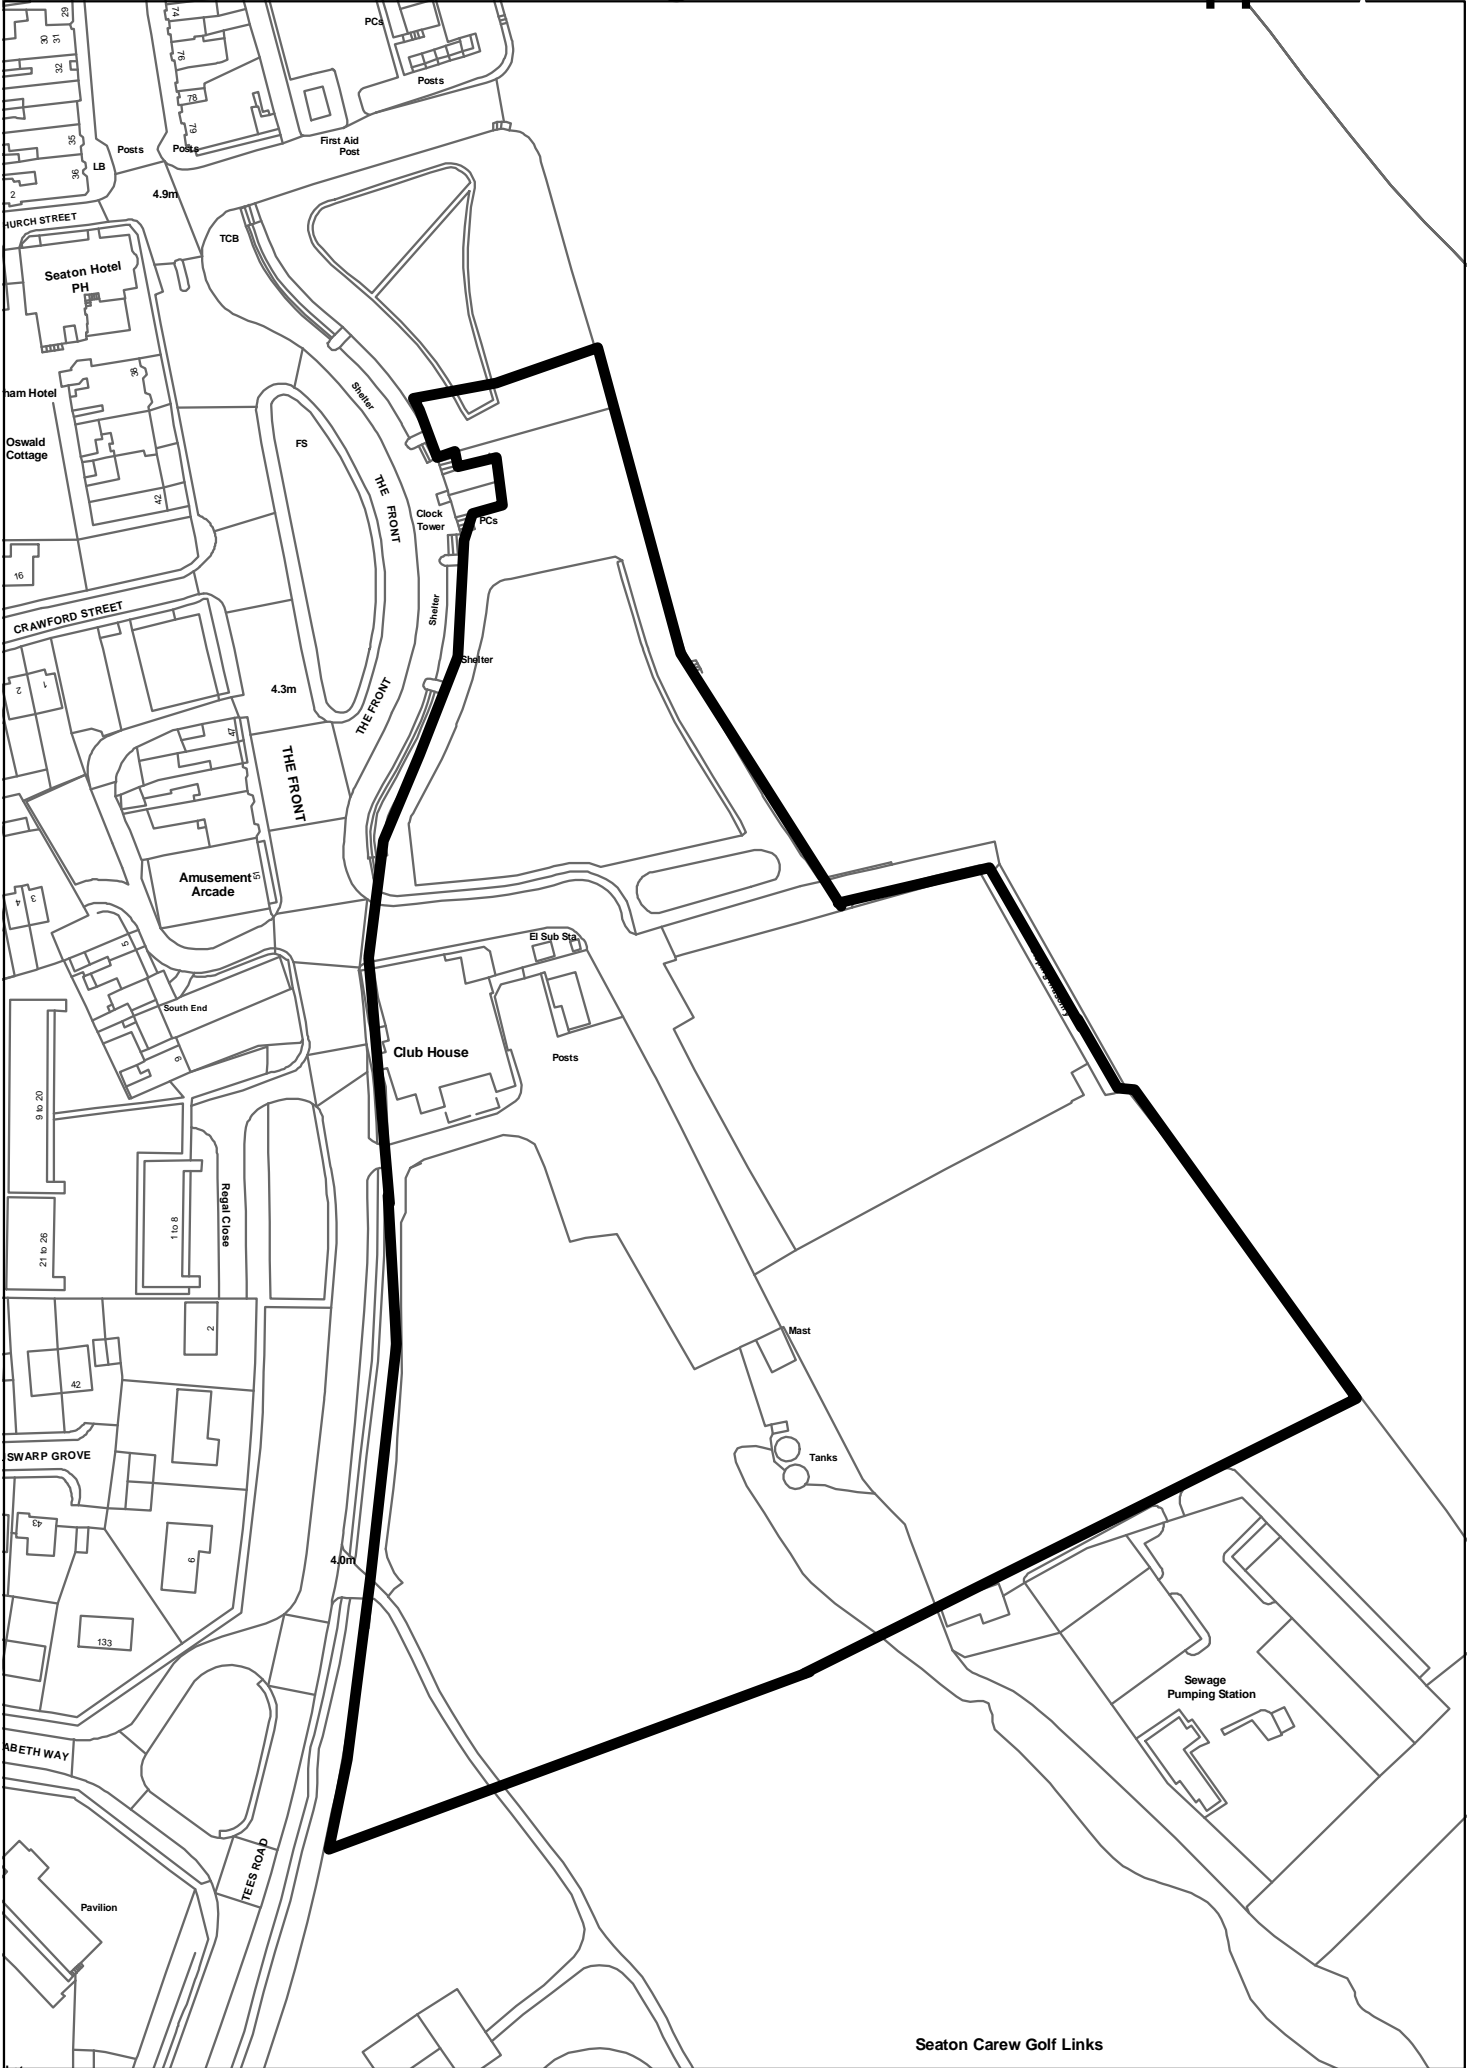 29
30
31
32
35
36
2
74
76
78
79
PCs
Posts
First Aid
Post
Posts
Posts
LB
4.9m
HURCH STREET
TCB
Seaton Hotel
PH
38
ham Hotel
Oswald
Cottage
42
16
Shelter
FS
THE FRONT
Clock
Tower
PCs
Shelter
Shelter
CRAWFORD STREET
2
1
4.3m
THE FRONT
THE FRONT
47
51
Amusement
Arcade
4
3
5
South End
9
El Sub Sta
Club House
Posts
9 to 20
21 to 26
1 to 8
Regal Close
2
42
SWARP GROVE
43
6
133
4.0m
Mast
Tanks
Sewage
Pumping Station
ABETH WAY
TEES ROAD
Pavilion
Seaton Carew Golf Links